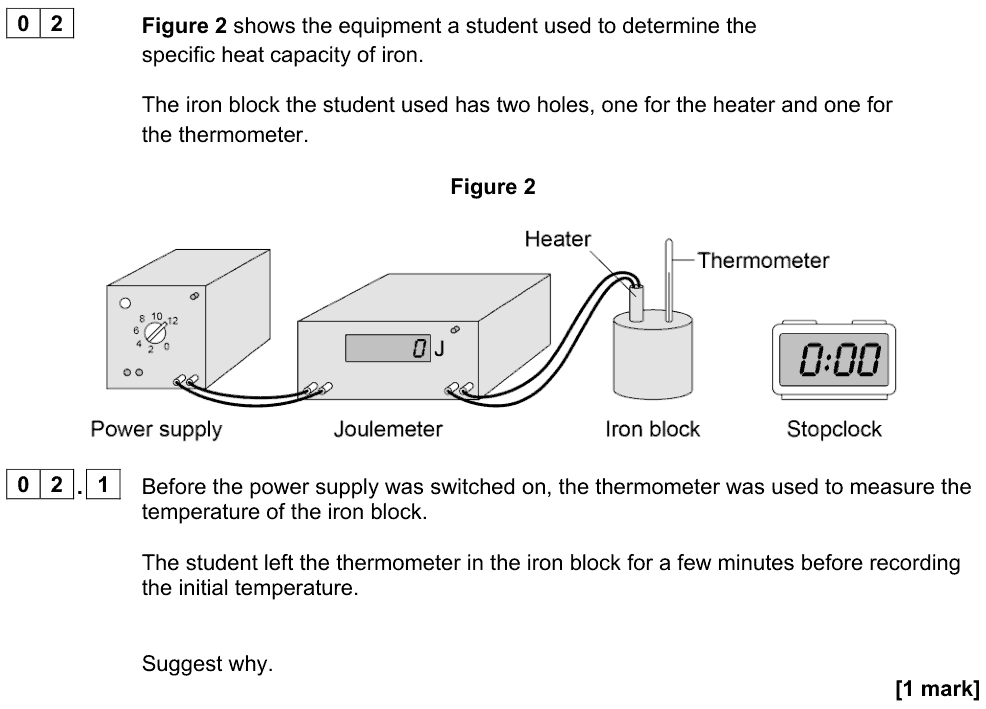 0 2 Figure 2 shows the equipment a student used to determine the
specific heat capacity of iron.
The iron block the student used has two holes, one for the heater and one for
the thermometer.
Figure 2
Heater
Thermometer
8 10 12
6
4 2 0
0 J
0:00
Power supply Joulemeter Iron block Stopclock
0 2 . 1 Before the power supply was switched on, the thermometer was used to measure the
temperature of the iron block.
The student left the thermometer in the iron block for a few minutes before recording
the initial temperature.
Suggest why.
[1 mark]